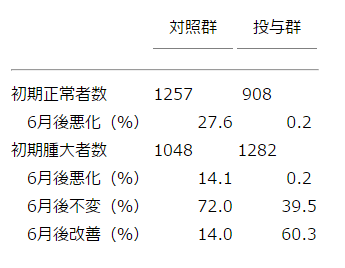 対照群 投与群
初期正常者数 1257 908
6月後悪化（%） 27.6 0.2
初期腫大者数 1048 1282
6月後悪化（%） 14.1 0.2
6月後不変（%） 72.0 39.5
6月後改善（%） 14.0 60.3